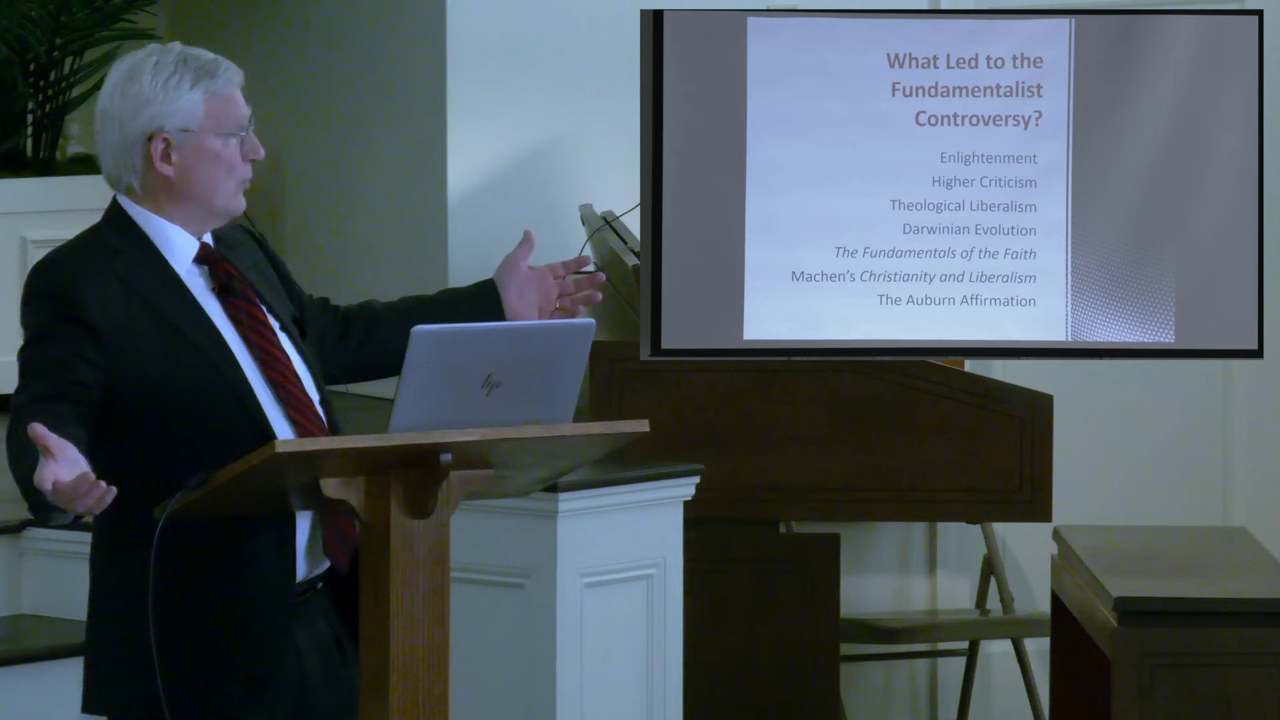 What Led to the
Fundamentalist
Controversy?
Enlightenment
Higher Criticism
Theological Liberalism
Darwinian Evolution
The Fundamentals of the Faith
Machen's Christianity and Liberalism
The Auburn Affirmation
hp